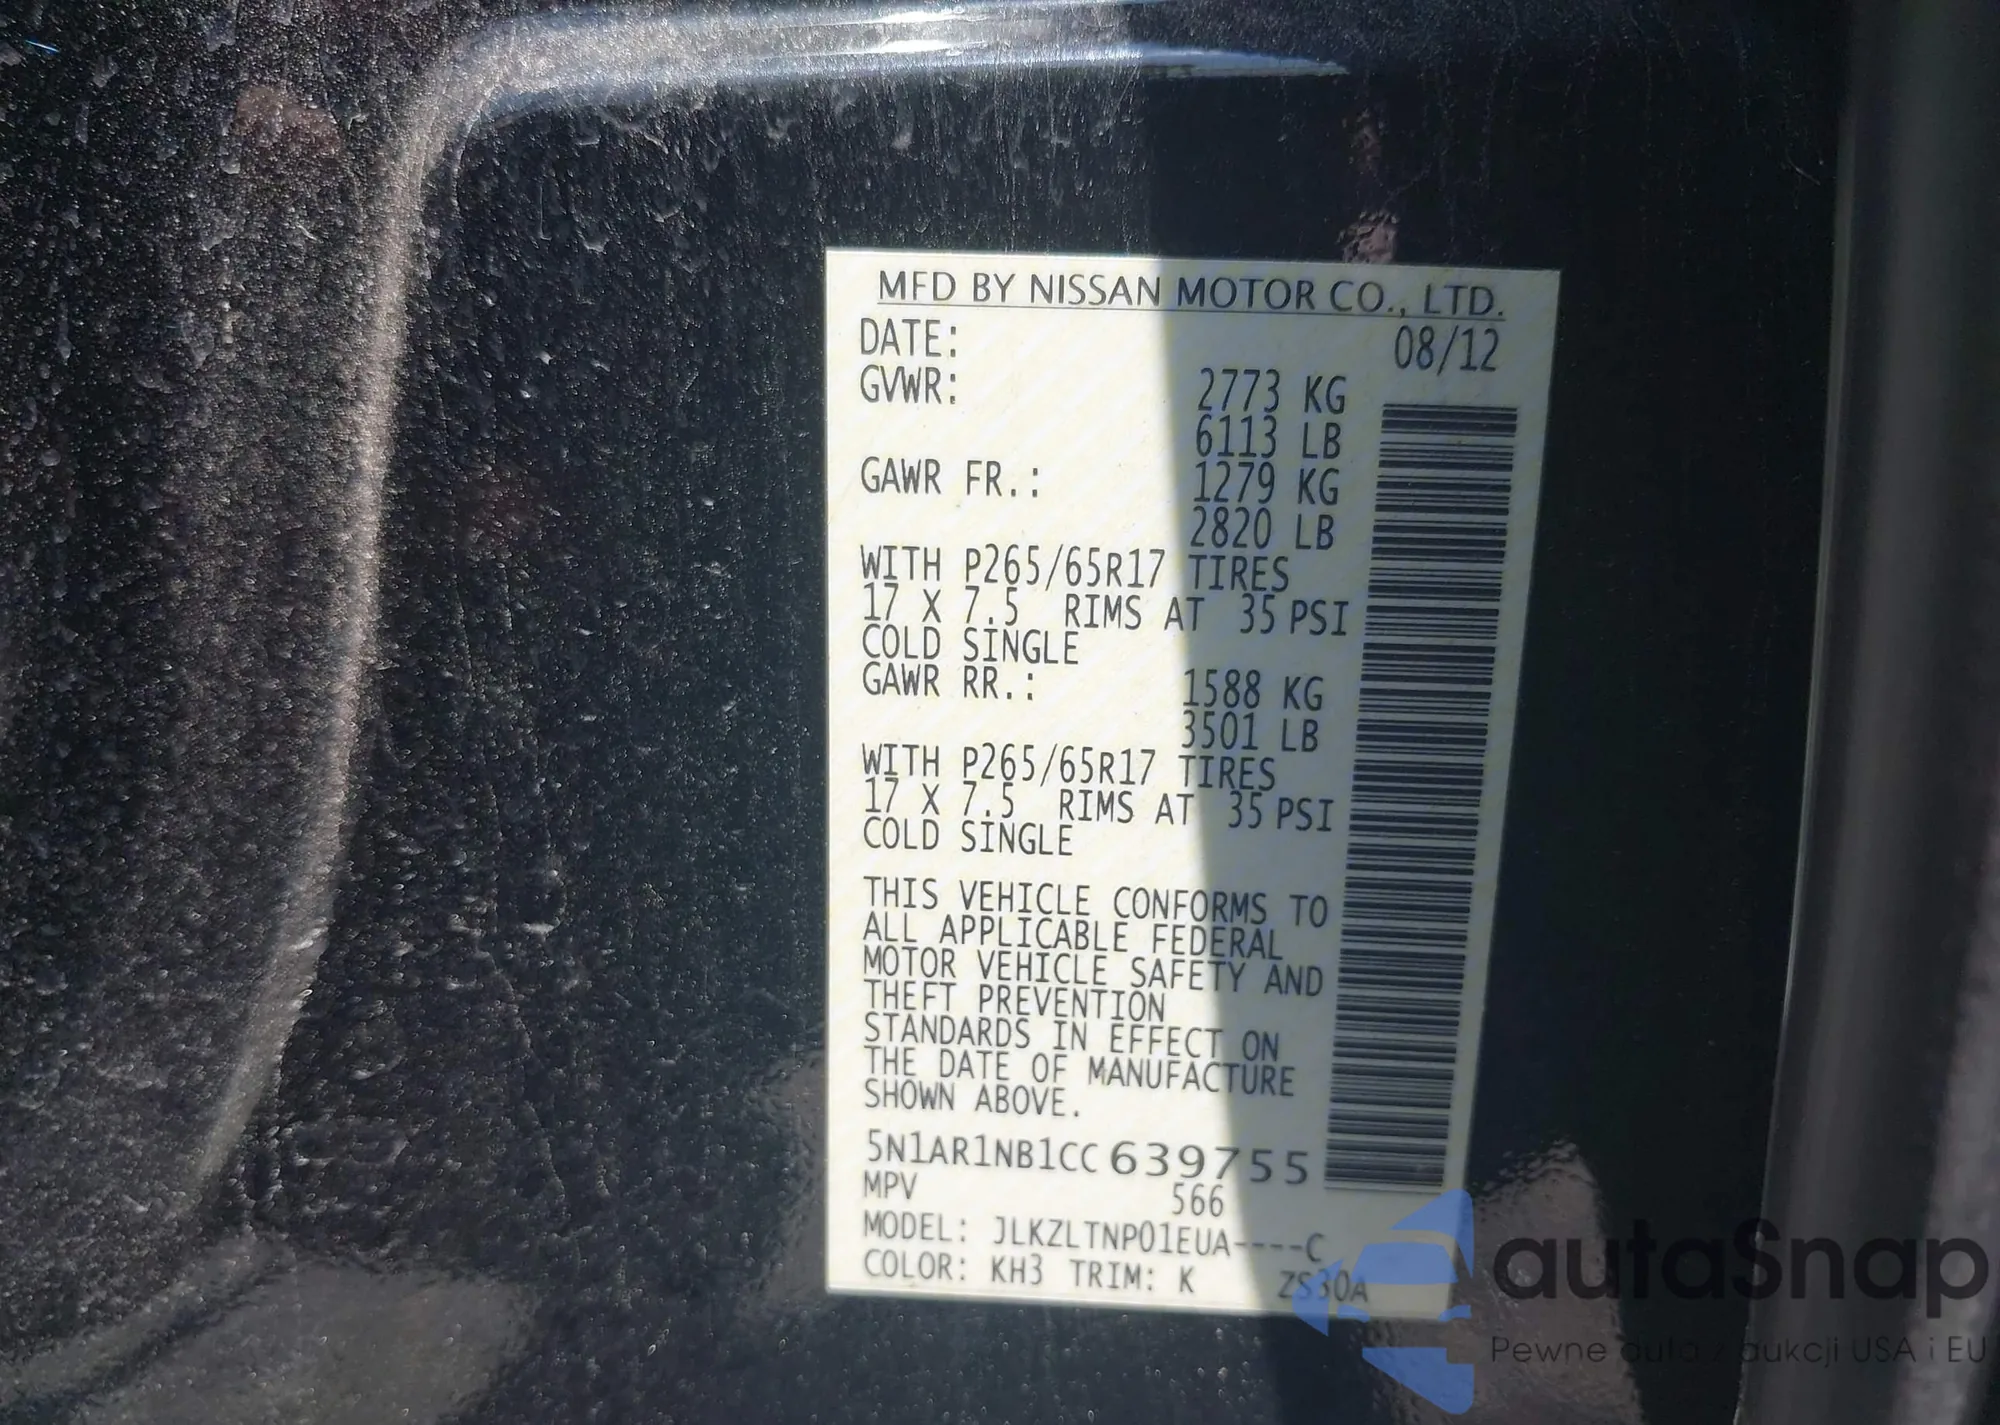 MFD BY NISSAN MOTOR CO., LTD.
DATE: 08/12
GVWR: 2773 KG
6113 LB
GAWR FR.: 1279 KG
2820 LB
WITH P265/65R17 TIRES
17 X 7.5 RIMS AT 35 PSI
COLD SINGLE
GAWR RR.: 1588 KG
3501 LB
WITH P265/65R17 TIRES
17 X 7.5 RIMS AT 35 PSI
COLD SINGLE
THIS VEHICLE CONFORMS TO
ALL APPLICABLE FEDERAL
MOTOR VEHICLE SAFETY AND
THEFT PREVENTION
STANDARDS IN EFFECT ON
THE DATE OF MANUFACTURE
SHOWN ABOVE.
5N1AR1NB1CC639755
MPV 566
MODEL: JLKZLTNP01EUA----C
COLOR: KH3 TRIM: K ZS30A
autaSnap
Pewne auta z aukcji USA i EU